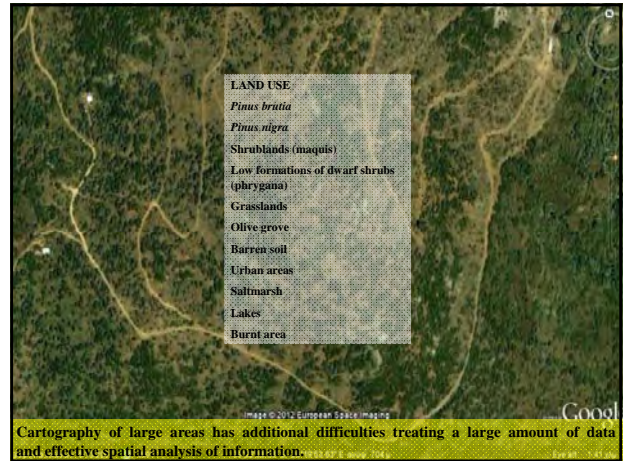 LAND USE
Pinus brutia
Pinus nigra
Shrublands (maquis)
Low formations of dwarf shrubs
(phrygana)
Grasslands
Olive grove
Barren soil
Urban areas
Saltmarsh
Lakes
Burnt area
Image © 2012 European Space Imaging
Googl
Cartography of large areas has additional difficulties treating a large amount of data
and effective spatial analysis of information.